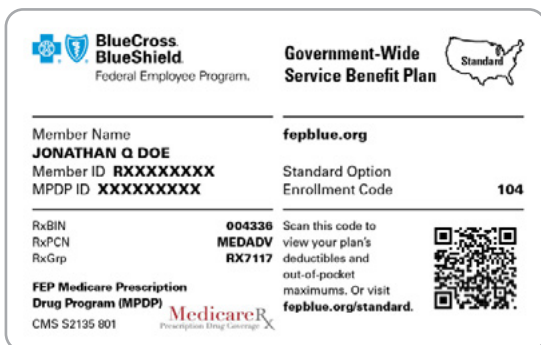 BlueCross
BlueShield
Federal Employee Program.
Government-Wide
Service Benefit Plan
Standard
Member Name
JONATHAN Q DOE
Member ID RXXXXXXXX
MPDP ID XXXXXXXXX
fepblue.org
Standard Option
Enrollment Code 104
RxBIN 004336
RxPCN MEDADV
RxGrp RX7117
FEP Medicare Prescription
Drug Program (MPDP)
CMS S2135 801
MedicareRx
Prescription Drug Coverage
Scan this code to
view your plan's
deductibles and
out-of-pocket
maximums. Or visit
fepblue.org/standard.